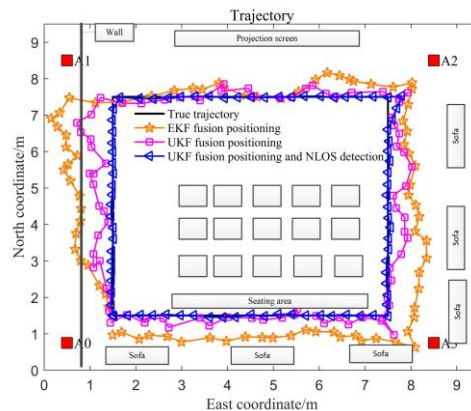 Trajectory
9
8
7
6
5
4
3
2
1
0
North coordinate/m
A1
Wall
Projection screen
A2
True trajectory
EKF fusion positioning
UKF fusion positioning
UKF fusion positioning and NLOS detection
Sofa
Sofa
Sofa
Seating area
A0
Sofa
Sofa
Sofa
A3
0 1 2 3 4 5 6 7 8 9
East coordinate/m